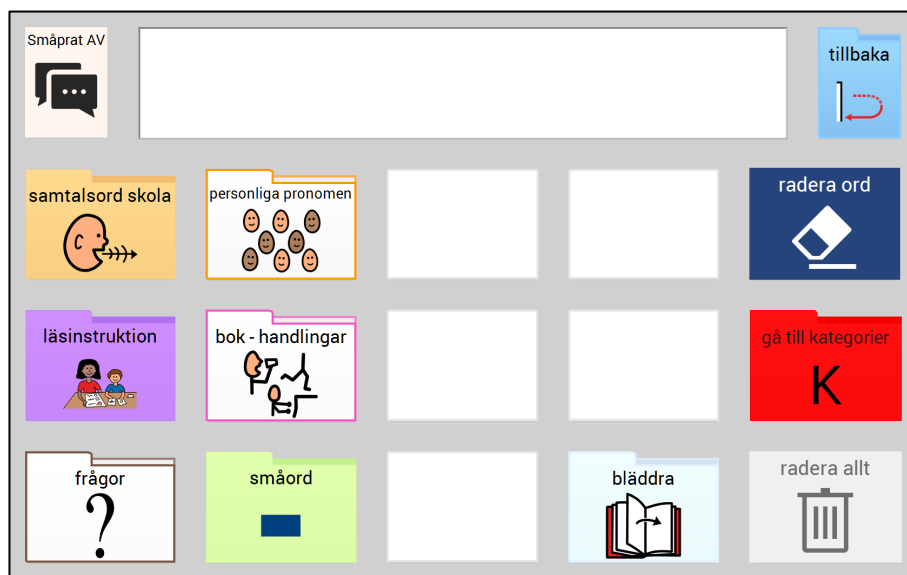 Småprat AV
tillbaka
samtalsord skola
personliga pronomen
radera ord
läsinstruktion
bok - handlingar
gå till kategorier
K
frågor
?
småord
bläddra
radera allt